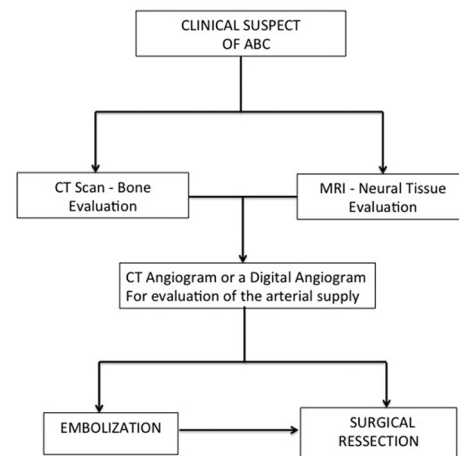 CLINICAL SUSPECT
OF ABC
CT Scan - Bone
Evaluation
MRI - Neural Tissue
Evaluation
CT Angiogram or a Digital Angiogram
For evaluation of the arterial supply
EMBOLIZATION
SURGICAL
RESSECTION